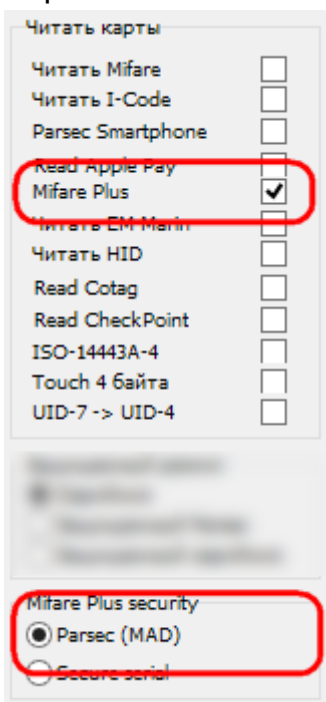 Читать карты
Читать Mifare
Читать I-Code
Parsec Smartphone
Read Apple Pay
Mifare Plus
Читать EM Marin
Читать HID
Read Cotag
Read CheckPoint
ISO-14443A-4
Touch 4 байта
UID-7 -> UID-4
Mifare Plus security
Parsec (MAD)
Secure serial